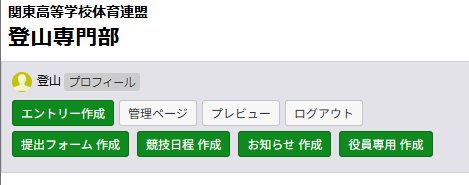 関東高等学校体育連盟
登山専門部
登山 プロフィール
エントリー作成 管理ページ プレビュー ログアウト
提出フォーム 作成 競技日程 作成 お知らせ 作成 役員専用 作成